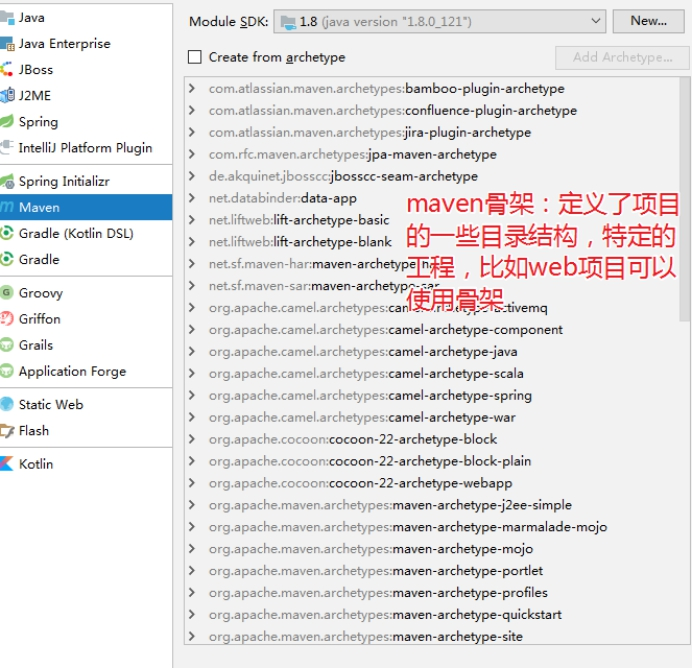 Java
Java Enterprise
JBoss
J2ME
Spring
IntelliJ Platform Plugin
Spring Initializr
Maven
Gradle (Kotlin DSL)
Gradle
Groovy
Griffon
Grails
Application Forge
Static Web
Flash
Kotlin
Module SDK: 1.8 (java version "1.8.0_121") New...
Create from archetype Add Archetype...
com.atlassian.maven.archetypes:bamboo-plugin-archetype
com.atlassian.maven.archetypes:confluence-plugin-archetype
com.atlassian.maven.archetypes:jira-plugin-archetype
com.rfc.maven.archetypes:jpa-maven-archetype
de.akquinet.jbosscc:jbosscc-seam-archetype
net.databinder:data-app
net.liftweb:lift-archetype-basic
net.liftweb:lift-archetype-blank
net.sf.maven-har:maven-archetype-har
net.sf.maven-sar:maven-archetype-sar
org.apache.camel.archetypes:camel-archetype-activemq
org.apache.camel.archetypes:camel-archetype-component
org.apache.camel.archetypes:camel-archetype-java
org.apache.camel.archetypes:camel-archetype-scala
org.apache.camel.archetypes:camel-archetype-spring
org.apache.camel.archetypes:camel-archetype-war
org.apache.cocoon:cocoon-22-archetype-block
org.apache.cocoon:cocoon-22-archetype-block-plain
org.apache.cocoon:cocoon-22-archetype-webapp
org.apache.maven.archetypes:maven-archetype-j2ee-simple
org.apache.maven.archetypes:maven-archetype-marmalade-mojo
org.apache.maven.archetypes:maven-archetype-mojo
org.apache.maven.archetypes:maven-archetype-portlet
org.apache.maven.archetypes:maven-archetype-profiles
org.apache.maven.archetypes:maven-archetype-quickstart
org.apache.maven.archetypes:maven-archetype-site
maven骨架：定义了项目
的一些目录结构，特定的
工程，比如web项目可以
使用骨架